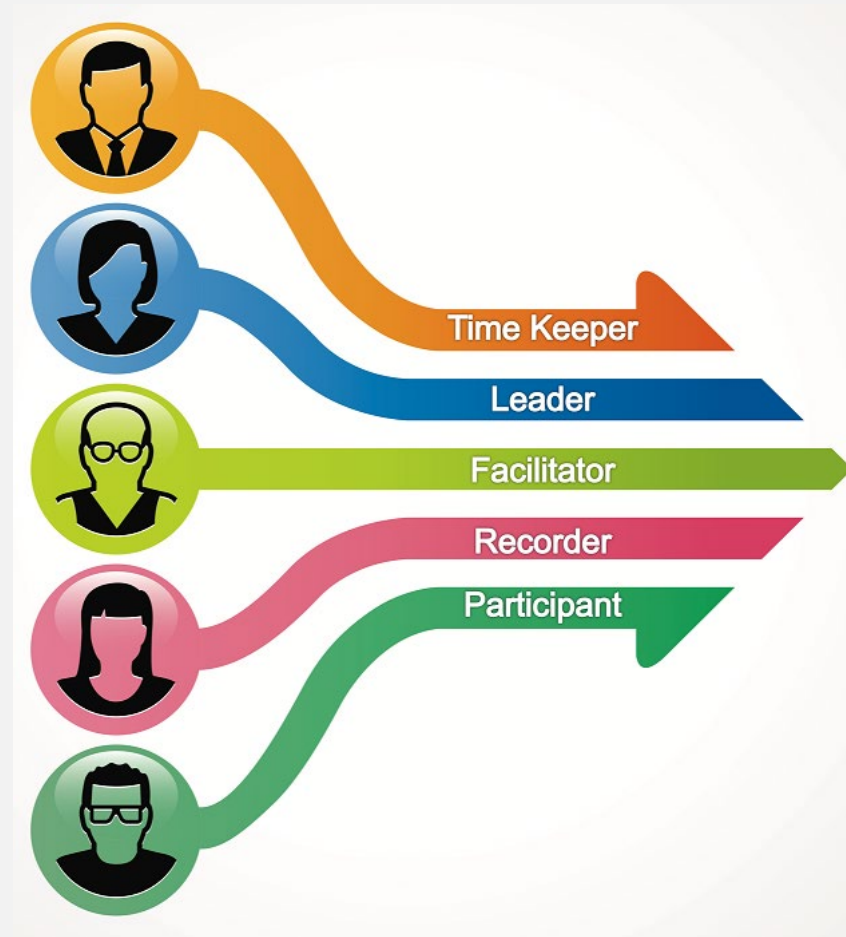 Time Keeper
Leader
Facilitator
Recorder
Participant